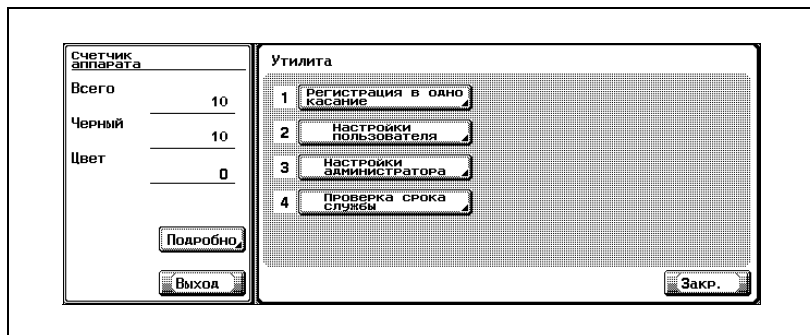 Счетчик
аппарата
Всего
10
Черный
10
Цвет
0
Подробно
Выход
Утилита
1 Регистрация в одно
касание
2 Настройки
пользователя
3 Настройки
администратора
4 Проверка срока
службы
Закр.